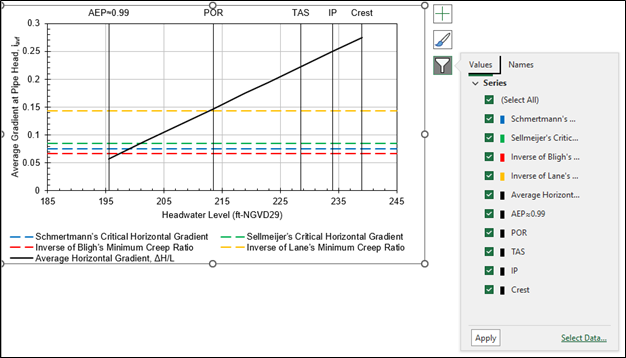 AEP≈0.99 POR TAS IP Crest
Average Gradient at Pipe Head, iavf
0.3
0.25
0.2
0.15
0.1
0.05
0
185 195 205 215 225 235 245
Headwater Level (ft-NGVD29)
Schmertmann's Critical Horizontal Gradient Sellmeijer's Critical Horizontal Gradient
Inverse of Bligh's Minimum Creep Ratio Inverse of Lane's Minimum Creep Ratio
Average Horizontal Gradient, ΔH/L
Values Names
Series
(Select All)
Schmertmann's ...
Sellmeijer's Critic...
Inverse of Bligh's ...
Inverse of Lane's ...
Average Horizont...
AEP≈0.99
POR
TAS
IP
Crest
Apply Select Data...